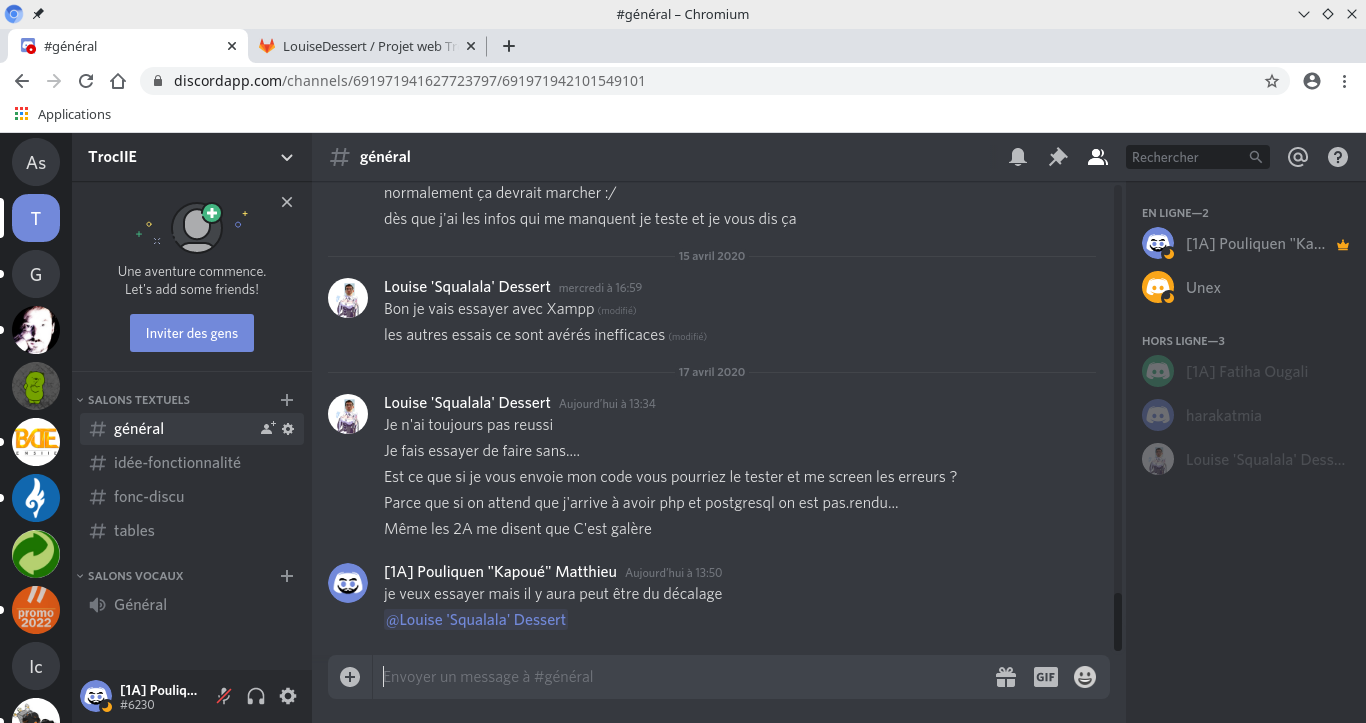 #général – Chromium
#général
LouiseDessert / Projet web Tr
discordapp.com/channels/691971941627723797/691971942101549101
Applications
As
T
G
BDE
ENSIIE
promo
2022
Ic
TrocIIE
Une aventure commence.
Let's add some friends!
Inviter des gens
SALONS TEXTUELS
# général
# idée-fonctionnalité
# fonc-discu
# tables
SALONS VOCAUX
Général
[1A] Pouliq...
#6230
# général
Rechercher
normalement ça devrait marcher :/
dès que j'ai les infos qui me manquent je teste et je vous dis ça
15 avril 2020
Louise 'Squalala' Dessert mercredi à 16:59
Bon je vais essayer avec Xampp (modifié)
les autres essais ce sont avérés inefficaces (modifié)
17 avril 2020
Louise 'Squalala' Dessert Aujourd'hui à 13:34
Je n'ai toujours pas reussi
Je fais essayer de faire sans....
Est ce que si je vous envoie mon code vous pourriez le tester et me screen les erreurs ?
Parce que si on attend que j'arrive à avoir php et postgresql on est pas.rendu...
Même les 2A me disent que C'est galère
[1A] Pouliquen "Kapoué" Matthieu Aujourd'hui à 13:50
je veux essayer mais il y aura peut être du décalage
@Louise 'Squalala' Dessert
Envoyer un message à #général
GIF
EN LIGNE—2
[1A] Pouliquen "Ka...
Unex
HORS LIGNE—3
[1A] Fatiha Ougali
harakatmia
Louise 'Squalala' Dess...